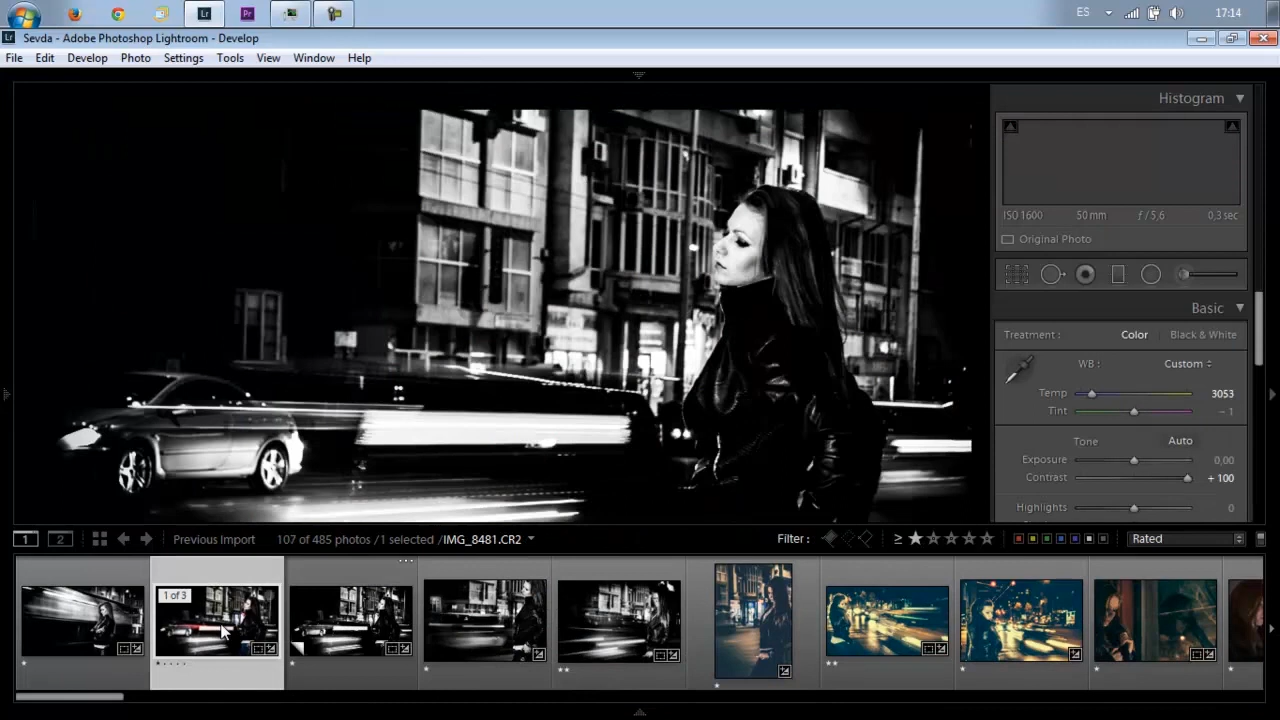 Lr
Pr
ES
17:14
Lr Sevda - Adobe Photoshop Lightroom - Develop
File Edit Develop Photo Settings Tools View Window Help
Histogram
ISO 1600 50 mm ƒ / 5,6 0,3 sec
Original Photo
Basic
Treatment : Color Black & White
WB : Custom
Temp 3053
Tint - 1
Tone Auto
Exposure 0,00
Contrast + 100
Highlights 0
1 2 Previous Import 107 of 485 photos / 1 selected / IMG_8481.CR2 Filter : ≥ Rated
1 of 3